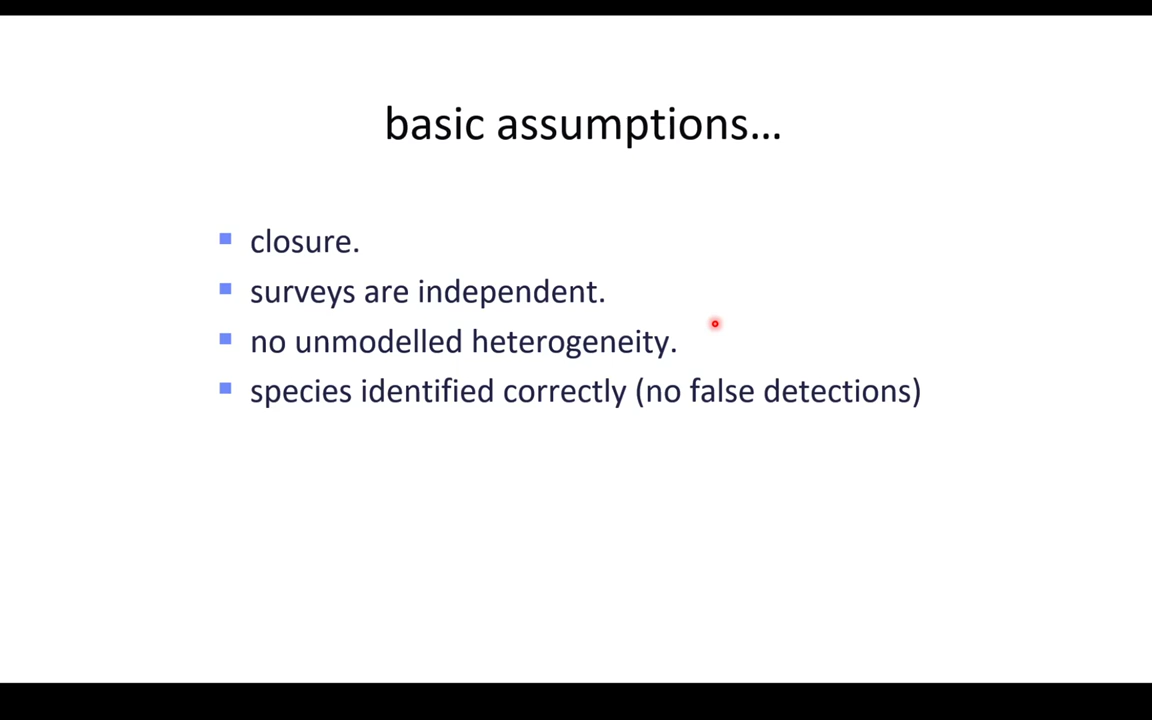 basic assumptions...
closure.
surveys are independent.
no unmodelled heterogeneity.
species identified correctly (no false detections)